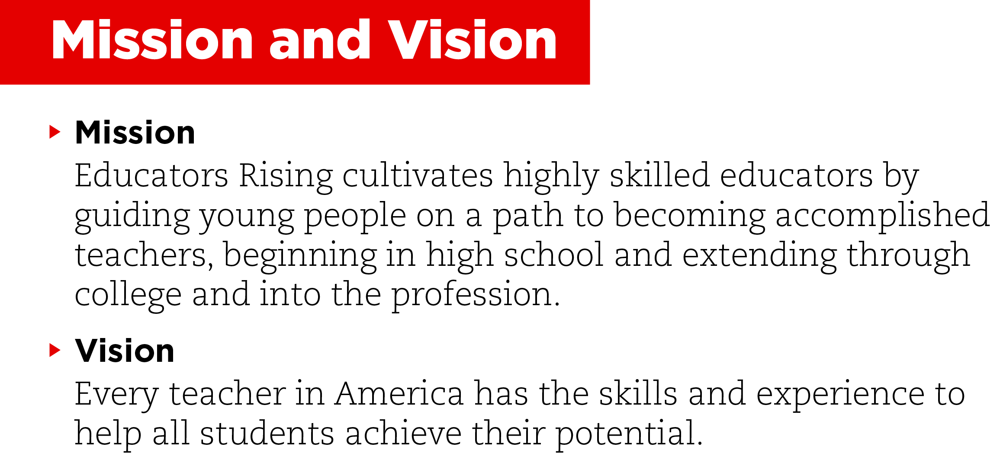 Mission and Vision
Mission
Educators Rising cultivates highly skilled educators by
guiding young people on a path to becoming accomplished
teachers, beginning in high school and extending through
college and into the profession.
Vision
Every teacher in America has the skills and experience to
help all students achieve their potential.